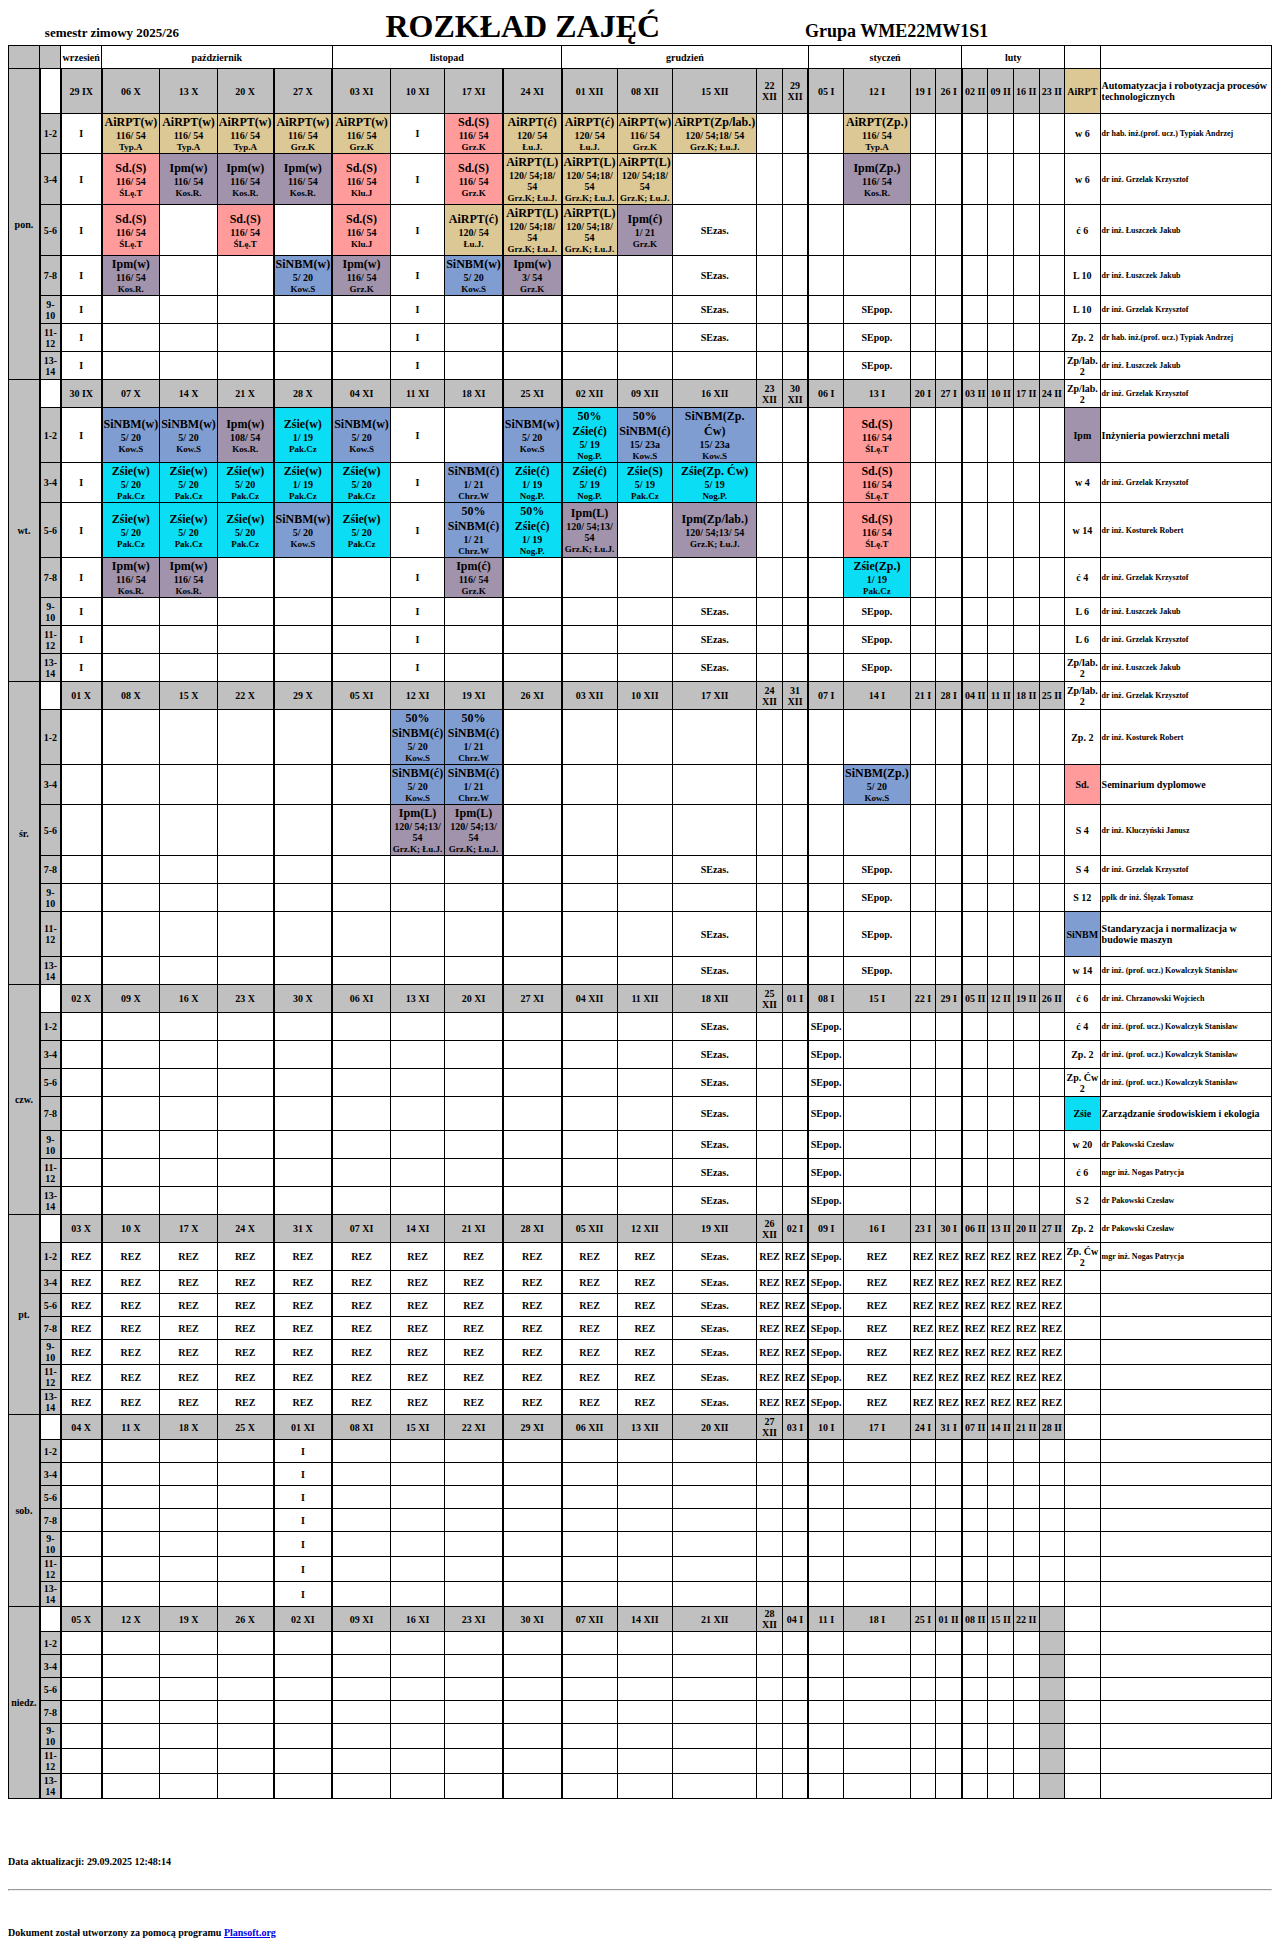 semestr zimowy 2025/26 ROZKŁAD ZAJĘĆ Grupa WME22MW1S1
wrzesień październik listopad grudzień styczeń luty
pon. 29 IX 06 X 13 X 20 X 27 X 03 XI 10 XI 17 XI 24 XI 01 XII 08 XII 15 XII 22 XII 29 XII 05 I 12 I 19 I 26 I 02 II 09 II 16 II 23 II AiRPT Automatyzacja i robotyzacja procesów technologicznych
1-2 I AiRPT(w) 116/ 54 Typ.A AiRPT(w) 116/ 54 Typ.A AiRPT(w) 116/ 54 Typ.A AiRPT(w) 116/ 54 Grz.K AiRPT(w) 116/ 54 Grz.K I Sd.(S) 116/ 54 Grz.K AiRPT(ć) 120/ 54 Łu.J. AiRPT(ć) 120/ 54 Łu.J. AiRPT(w) 116/ 54 Grz.K AiRPT(Zp/lab.) 120/ 54;18/ 54 Grz.K; Łu.J. AiRPT(Zp.) 116/ 54 Typ.A w 6 dr hab. inż.(prof. ucz.) Typiak Andrzej
3-4 I Sd.(S) 116/ 54 ŚLę.T Ipm(w) 116/ 54 Kos.R. Ipm(w) 116/ 54 Kos.R. Ipm(w) 116/ 54 Kos.R. Sd.(S) 116/ 54 Klu.J I Sd.(S) 116/ 54 Grz.K AiRPT(L) 120/ 54;18/ 54 Grz.K; Łu.J. AiRPT(L) 120/ 54;18/ 54 Grz.K; Łu.J. AiRPT(L) 120/ 54;18/ 54 Grz.K; Łu.J. Ipm(Zp.) 116/ 54 Kos.R. w 6 dr inż. Grzelak Krzysztof
5-6 I Sd.(S) 116/ 54 ŚLę.T Sd.(S) 116/ 54 ŚLę.T Sd.(S) 116/ 54 Klu.J I AiRPT(ć) 120/ 54 Łu.J. AiRPT(L) 120/ 54;18/ 54 Grz.K; Łu.J. AiRPT(L) 120/ 54;18/ 54 Grz.K; Łu.J. Ipm(ć) 1/ 21 Grz.K SEzas. ć 6 dr inż. Łuszczek Jakub
7-8 I Ipm(w) 116/ 54 Kos.R. SiNBM(w) 5/ 20 Kow.S Ipm(w) 116/ 54 Grz.K I SiNBM(w) 5/ 20 Kow.S Ipm(w) 3/ 54 Grz.K SEzas. L 10 dr inż. Łuszczek Jakub
9-10 I I SEzas. SEpop. L 10 dr inż. Grzelak Krzysztof
11-12 I I SEzas. SEpop. Zp. 2 dr hab. inż.(prof. ucz.) Typiak Andrzej
13-14 I I SEpop. Zp/lab. 2 dr inż. Łuszczek Jakub
wt. 30 IX 07 X 14 X 21 X 28 X 04 XI 11 XI 18 XI 25 XI 02 XII 09 XII 16 XII 23 XII 30 XII 06 I 13 I 20 I 27 I 03 II 10 II 17 II 24 II Zp/lab. 2 dr inż. Grzelak Krzysztof
1-2 I SiNBM(w) 5/ 20 Kow.S SiNBM(w) 5/ 20 Kow.S Ipm(w) 108/ 54 Kos.R. Zśie(w) 1/ 19 Pak.Cz SiNBM(w) 5/ 20 Kow.S I SiNBM(w) 5/ 20 Kow.S 50% Zśie(ć) 5/ 19 Nog.P. 50% SiNBM(ć) 15/ 23a Kow.S SiNBM(Zp. Ćw) 15/ 23a Kow.S Sd.(S) 116/ 54 ŚLę.T Ipm Inżynieria powierzchni metali
3-4 I Zśie(w) 5/ 20 Pak.Cz Zśie(w) 5/ 20 Pak.Cz Zśie(w) 5/ 20 Pak.Cz Zśie(w) 1/ 19 Pak.Cz Zśie(w) 5/ 20 Pak.Cz I SiNBM(ć) 1/ 21 Chrz.W Zśie(ć) 1/ 19 Nog.P. Zśie(ć) 5/ 19 Nog.P. Zśie(S) 5/ 19 Pak.Cz Zśie(Zp. Ćw) 5/ 19 Nog.P. Sd.(S) 116/ 54 ŚLę.T w 4 dr inż. Grzelak Krzysztof
5-6 I Zśie(w) 5/ 20 Pak.Cz Zśie(w) 5/ 20 Pak.Cz Zśie(w) 5/ 20 Pak.Cz SiNBM(w) 5/ 20 Kow.S Zśie(w) 5/ 20 Pak.Cz I 50% SiNBM(ć) 1/ 21 Chrz.W 50% Zśie(ć) 1/ 19 Nog.P. Ipm(L) 120/ 54;13/ 54 Grz.K; Łu.J. Ipm(Zp/lab.) 120/ 54;13/ 54 Grz.K; Łu.J. Sd.(S) 116/ 54 ŚLę.T w 14 dr inż. Kosturek Robert
7-8 I Ipm(w) 116/ 54 Kos.R. Ipm(w) 116/ 54 Kos.R. I Ipm(ć) 116/ 54 Grz.K Zśie(Zp.) 1/ 19 Pak.Cz ć 4 dr inż. Grzelak Krzysztof
9-10 I I SEzas. SEpop. L 6 dr inż. Łuszczek Jakub
11-12 I I SEzas. SEpop. L 6 dr inż. Grzelak Krzysztof
13-14 I I SEzas. SEpop. Zp/lab. 2 dr inż. Łuszczek Jakub
śr. 01 X 08 X 15 X 22 X 29 X 05 XI 12 XI 19 XI 26 XI 03 XII 10 XII 17 XII 24 XII 31 XII 07 I 14 I 21 I 28 I 04 II 11 II 18 II 25 II Zp/lab. 2 dr inż. Grzelak Krzysztof
1-2 50% SiNBM(ć) 5/ 20 Kow.S 50% SiNBM(ć) 1/ 21 Chrz.W Zp. 2 dr inż. Kosturek Robert
3-4 SiNBM(ć) 5/ 20 Kow.S SiNBM(ć) 1/ 21 Chrz.W SiNBM(Zp.) 5/ 20 Kow.S Sd. Seminarium dyplomowe
5-6 Ipm(L) 120/ 54;13/ 54 Grz.K; Łu.J. Ipm(L) 120/ 54;13/ 54 Grz.K; Łu.J. S 4 dr inż. Kluczyński Janusz
7-8 SEzas. SEpop. S 4 dr inż. Grzelak Krzysztof
9-10 SEpop. S 12 ppłk dr inż. Ślęzak Tomasz
11-12 SEzas. SEpop. SiNBM Standaryzacja i normalizacja w budowie maszyn
13-14 SEzas. SEpop. w 14 dr inż. (prof. ucz.) Kowalczyk Stanisław
czw. 02 X 09 X 16 X 23 X 30 X 06 XI 13 XI 20 XI 27 XI 04 XII 11 XII 18 XII 25 XII 01 I 08 I 15 I 22 I 29 I 05 II 12 II 19 II 26 II ć 6 dr inż. Chrzanowski Wojciech
1-2 SEzas. SEpop. ć 4 dr inż. (prof. ucz.) Kowalczyk Stanisław
3-4 SEzas. SEpop. Zp. 2 dr inż. (prof. ucz.) Kowalczyk Stanisław
5-6 SEzas. SEpop. Zp. Ćw 2 dr inż. (prof. ucz.) Kowalczyk Stanisław
7-8 SEzas. SEpop. Zśie Zarządzanie środowiskiem i ekologia
9-10 SEzas. SEpop. w 20 dr Pakowski Czesław
11-12 SEzas. SEpop. ć 6 mgr inż. Nogas Patrycja
13-14 SEzas. SEpop. S 2 dr Pakowski Czesław
pt. 03 X 10 X 17 X 24 X 31 X 07 XI 14 XI 21 XI 28 XI 05 XII 12 XII 19 XII 26 XII 02 I 09 I 16 I 23 I 30 I 06 II 13 II 20 II 27 II Zp. 2 dr Pakowski Czesław
1-2 REZ REZ REZ REZ REZ REZ REZ REZ REZ REZ REZ SEzas. REZ REZ SEpop. REZ REZ REZ REZ REZ REZ REZ Zp. Ćw 2 mgr inż. Nogas Patrycja
3-4 REZ REZ REZ REZ REZ REZ REZ REZ REZ REZ REZ SEzas. REZ REZ SEpop. REZ REZ REZ REZ REZ REZ REZ
5-6 REZ REZ REZ REZ REZ REZ REZ REZ REZ REZ REZ SEzas. REZ REZ SEpop. REZ REZ REZ REZ REZ REZ REZ
7-8 REZ REZ REZ REZ REZ REZ REZ REZ REZ REZ REZ SEzas. REZ REZ SEpop. REZ REZ REZ REZ REZ REZ REZ
9-10 REZ REZ REZ REZ REZ REZ REZ REZ REZ REZ REZ SEzas. REZ REZ SEpop. REZ REZ REZ REZ REZ REZ REZ
11-12 REZ REZ REZ REZ REZ REZ REZ REZ REZ REZ REZ SEzas. REZ REZ SEpop. REZ REZ REZ REZ REZ REZ REZ
13-14 REZ REZ REZ REZ REZ REZ REZ REZ REZ REZ REZ SEzas. REZ REZ SEpop. REZ REZ REZ REZ REZ REZ REZ
sob. 04 X 11 X 18 X 25 X 01 XI 08 XI 15 XI 22 XI 29 XI 06 XII 13 XII 20 XII 27 XII 03 I 10 I 17 I 24 I 31 I 07 II 14 II 21 II 28 II
1-2 I
3-4 I
5-6 I
7-8 I
9-10 I
11-12 I
13-14 I
niedz. 05 X 12 X 19 X 26 X 02 XI 09 XI 16 XI 23 XI 30 XI 07 XII 14 XII 21 XII 28 XII 04 I 11 I 18 I 25 I 01 II 08 II 15 II 22 II
1-2
3-4
5-6
7-8
9-10
11-12
13-14
Data aktualizacji: 29.09.2025 12:48:14
Dokument został utworzony za pomocą programu Plansoft.org